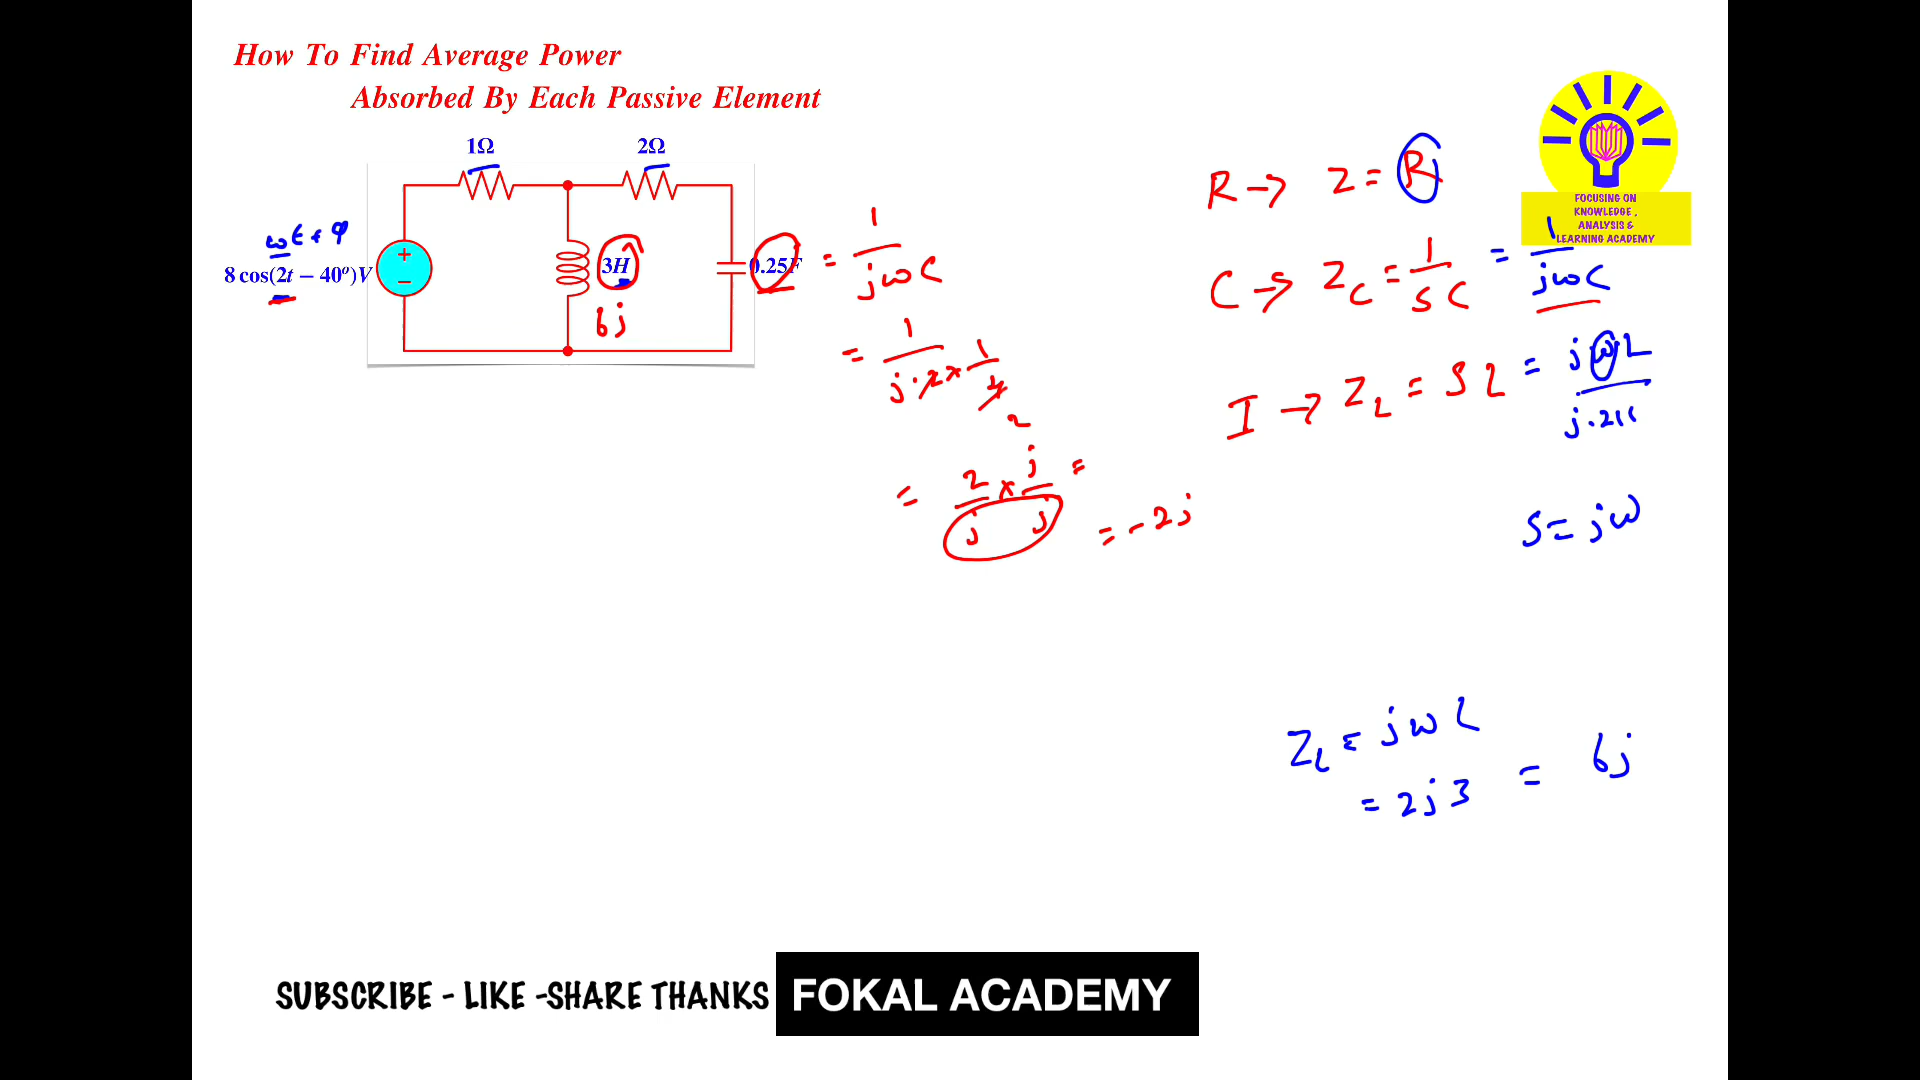 How To Find Average Power
Absorbed By Each Passive Element
1Ω
2Ω
ωt + φ
8 cos(2t − 40°)V
3H
6j
0.25F
= 1/jωC
= 1/(j·2 × 1/4)
2
= 2/j × j/j =
= -2j
R → Z = R
C → Z_C = 1/SC = 1/jωC
I → Z_L = SL = jωL
S = jω
Z_L = jωL
= 2j3 = 6j
FOCUSING ON
KNOWLEDGE ,
ANALYSIS &
LEARNING ACADEMY
SUBSCRIBE - LIKE -SHARE THANKS
FOKAL ACADEMY